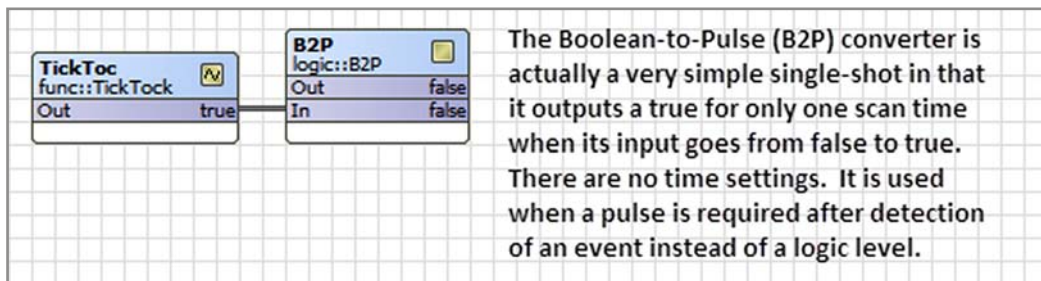 TickToc
func::TickTock
Out true
B2P
logic::B2P
Out false
In false
The Boolean-to-Pulse (B2P) converter is
actually a very simple single-shot in that
it outputs a true for only one scan time
when its input goes from false to true.
There are no time settings. It is used
when a pulse is required after detection
of an event instead of a logic level.